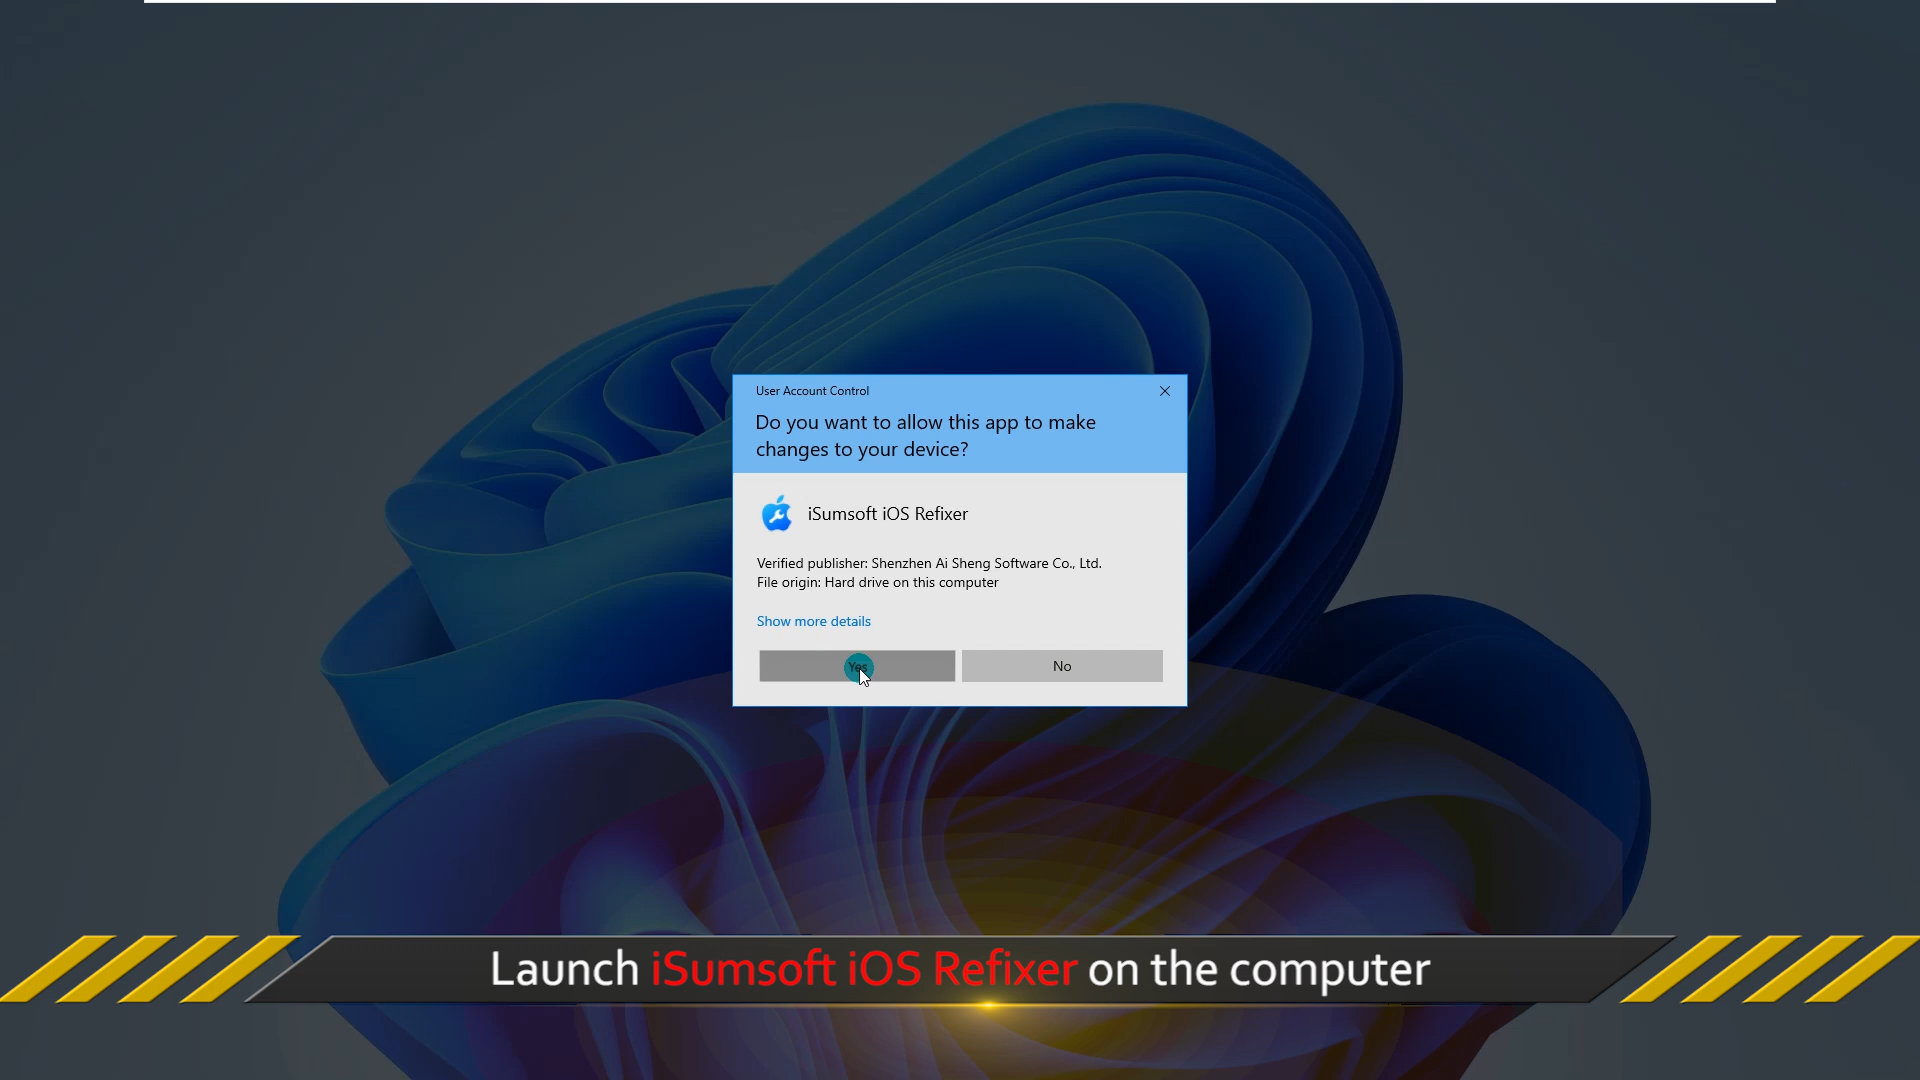 User Account Control
Do you want to allow this app to make
changes to your device?
iSumsoft iOS Refixer
Verified publisher: Shenzhen Ai Sheng Software Co., Ltd.
File origin: Hard drive on this computer
Show more details
Yes
No
Launch iSumsoft iOS Refixer on the computer